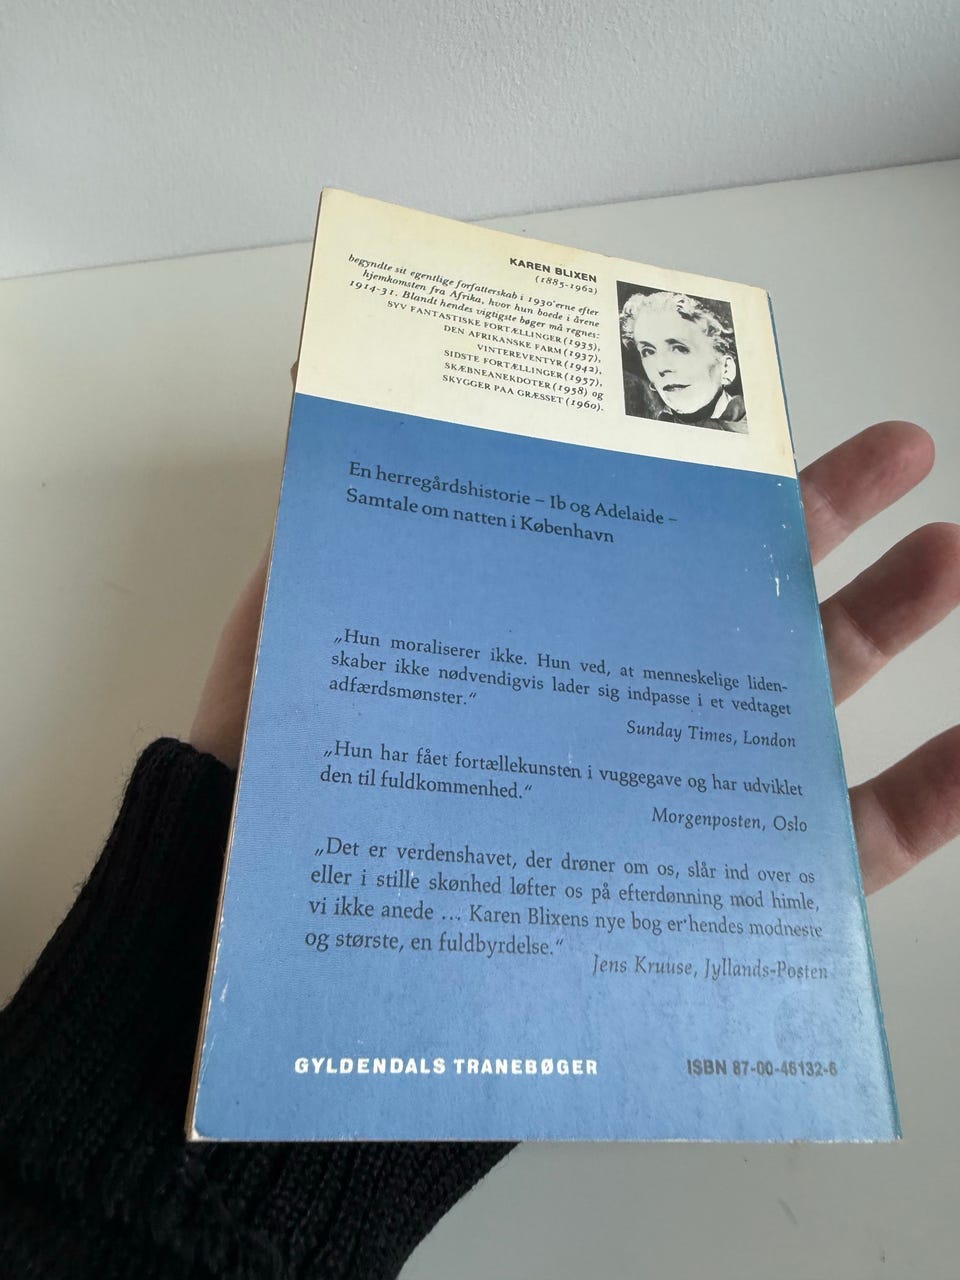 KAREN BLIXEN
(1885-1962)
begyndte sit egentlige forfatterskab i 1930'erne efter
hjemkomsten fra Afrika, hvor hun boede i årene
1914-31. Blandt hendes vigtigste bøger må regnes:
SYV FANTASTISKE FORTÆLLINGER (1935),
DEN AFRIKANSKE FARM (1937),
VINTEREVENTYR (1942),
SIDSTE FORTÆLLINGER (1957),
SKÆBNEANEKDOTER (1958) og
SKYGGER PAA GRÆSSET (1960).
En herregårdshistorie – Ib og Adelaide –
Samtale om natten i København
„Hun moraliserer ikke. Hun ved, at menneskelige liden-
skaber ikke nødvendigvis lader sig indpasse i et vedtaget
adfærdsmønster.“
Sunday Times, London
„Hun har fået fortællekunsten i vuggegave og har udviklet
den til fuldkommenhed.“
Morgenposten, Oslo
„Det er verdenshavet, der drøner om os, slår ind over os
eller i stille skønhed løfter os på efterdønning mod himle,
vi ikke anede ... Karen Blixens nye bog er hendes modneste
og største, en fuldbyrdelse.“
Jens Kruuse, Jyllands-Posten
GYLDENDALS TRANEBØGER
ISBN 87-00-46132-6